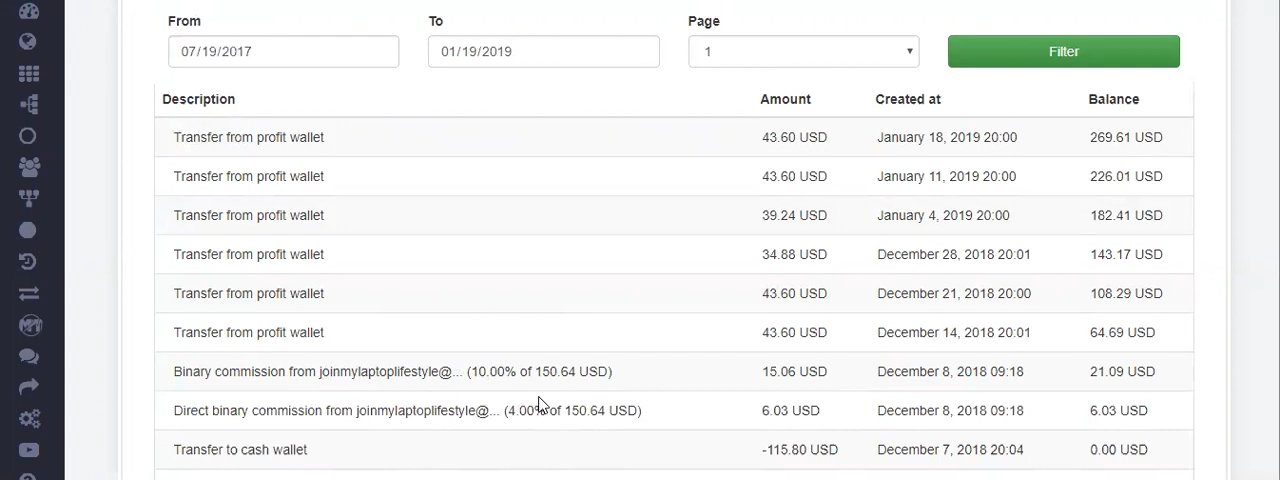 From To Page
07/19/2017 01/19/2019 1 Filter
Description Amount Created at Balance
Transfer from profit wallet 43.60 USD January 18, 2019 20:00 269.61 USD
Transfer from profit wallet 43.60 USD January 11, 2019 20:00 226.01 USD
Transfer from profit wallet 39.24 USD January 4, 2019 20:00 182.41 USD
Transfer from profit wallet 34.88 USD December 28, 2018 20:01 143.17 USD
Transfer from profit wallet 43.60 USD December 21, 2018 20:00 108.29 USD
Transfer from profit wallet 43.60 USD December 14, 2018 20:01 64.69 USD
Binary commission from joinmylaptoplifestyle@... (10.00% of 150.64 USD) 15.06 USD December 8, 2018 09:18 21.09 USD
Direct binary commission from joinmylaptoplifestyle@... (4.00% of 150.64 USD) 6.03 USD December 8, 2018 09:18 6.03 USD
Transfer to cash wallet -115.80 USD December 7, 2018 20:04 0.00 USD